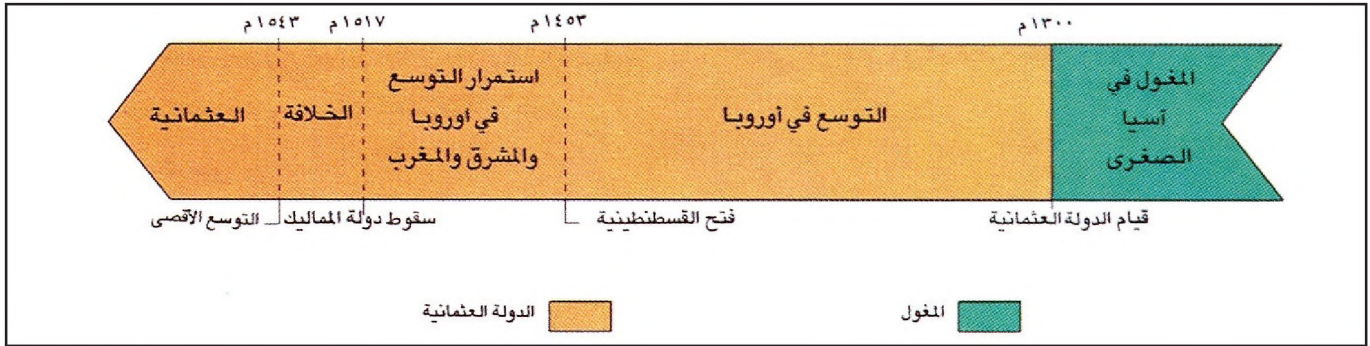 ١٣٠٠م
١٤٥٣م
١٥١٧م
١٥٤٣م
المغول في
آسيا
الصغرى
التوسع في أوروبا
استمرار التوسع
في أوروبا
والمشرق والمغرب
الخلافة
العثمانية
قيام الدولة العثمانية
فتح القسطنطينية
سقوط دولة المماليك
التوسع الأقصى
المغول
الدولة العثمانية